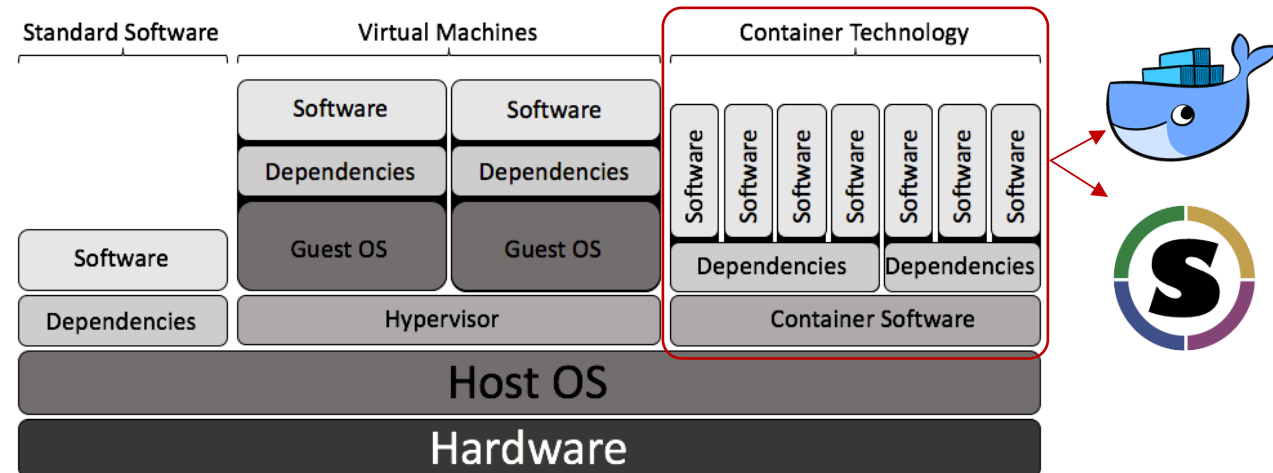 Standard Software
Virtual Machines
Container Technology
Software
Software
Software
Software
Software
Software
Software
Software
Software
Dependencies
Dependencies
Guest OS
Guest OS
Software
Dependencies
Dependencies
Dependencies
Hypervisor
Container Software
Host OS
Hardware
S